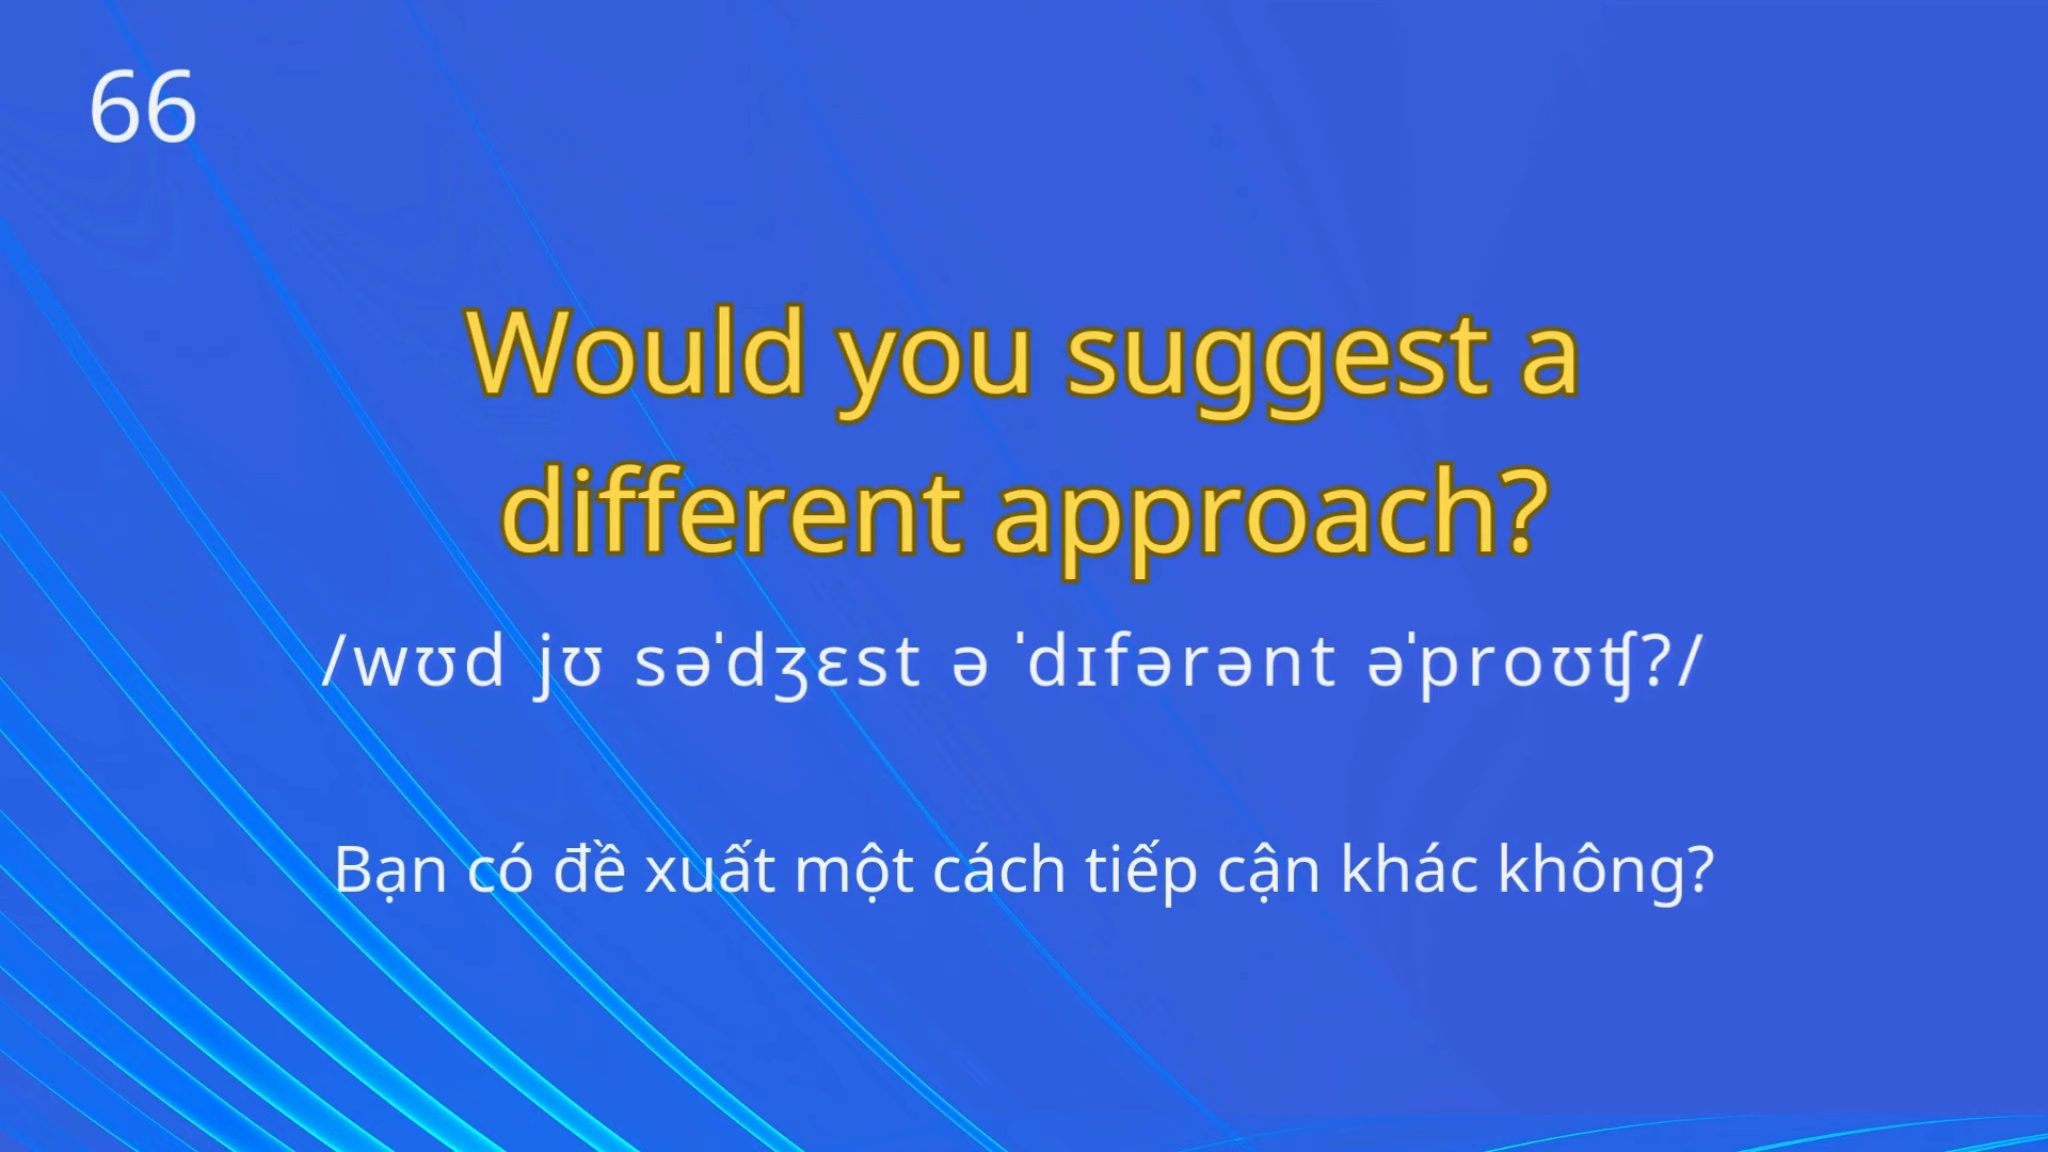 66
Would you suggest a
different approach?
/wʊd jʊ səˈdʒɛst ə ˈdɪfərənt əˈproʊʧ?/
Bạn có đề xuất một cách tiếp cận khác không?